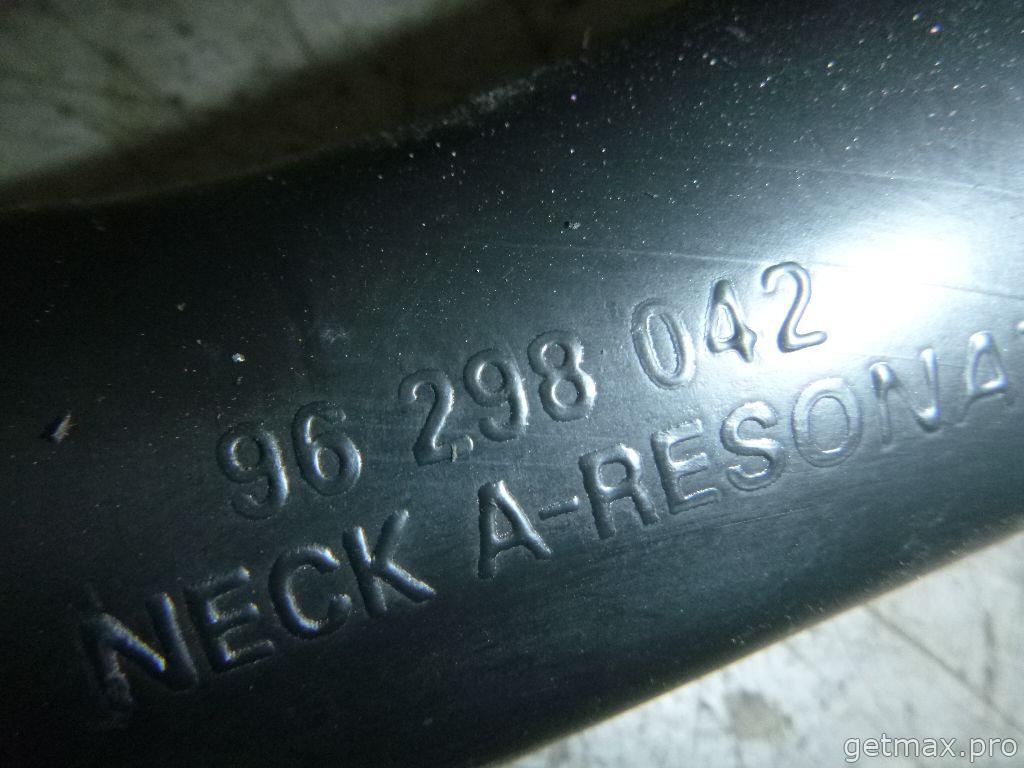 96 298 042
NECK A-RESONA
getmax.pro